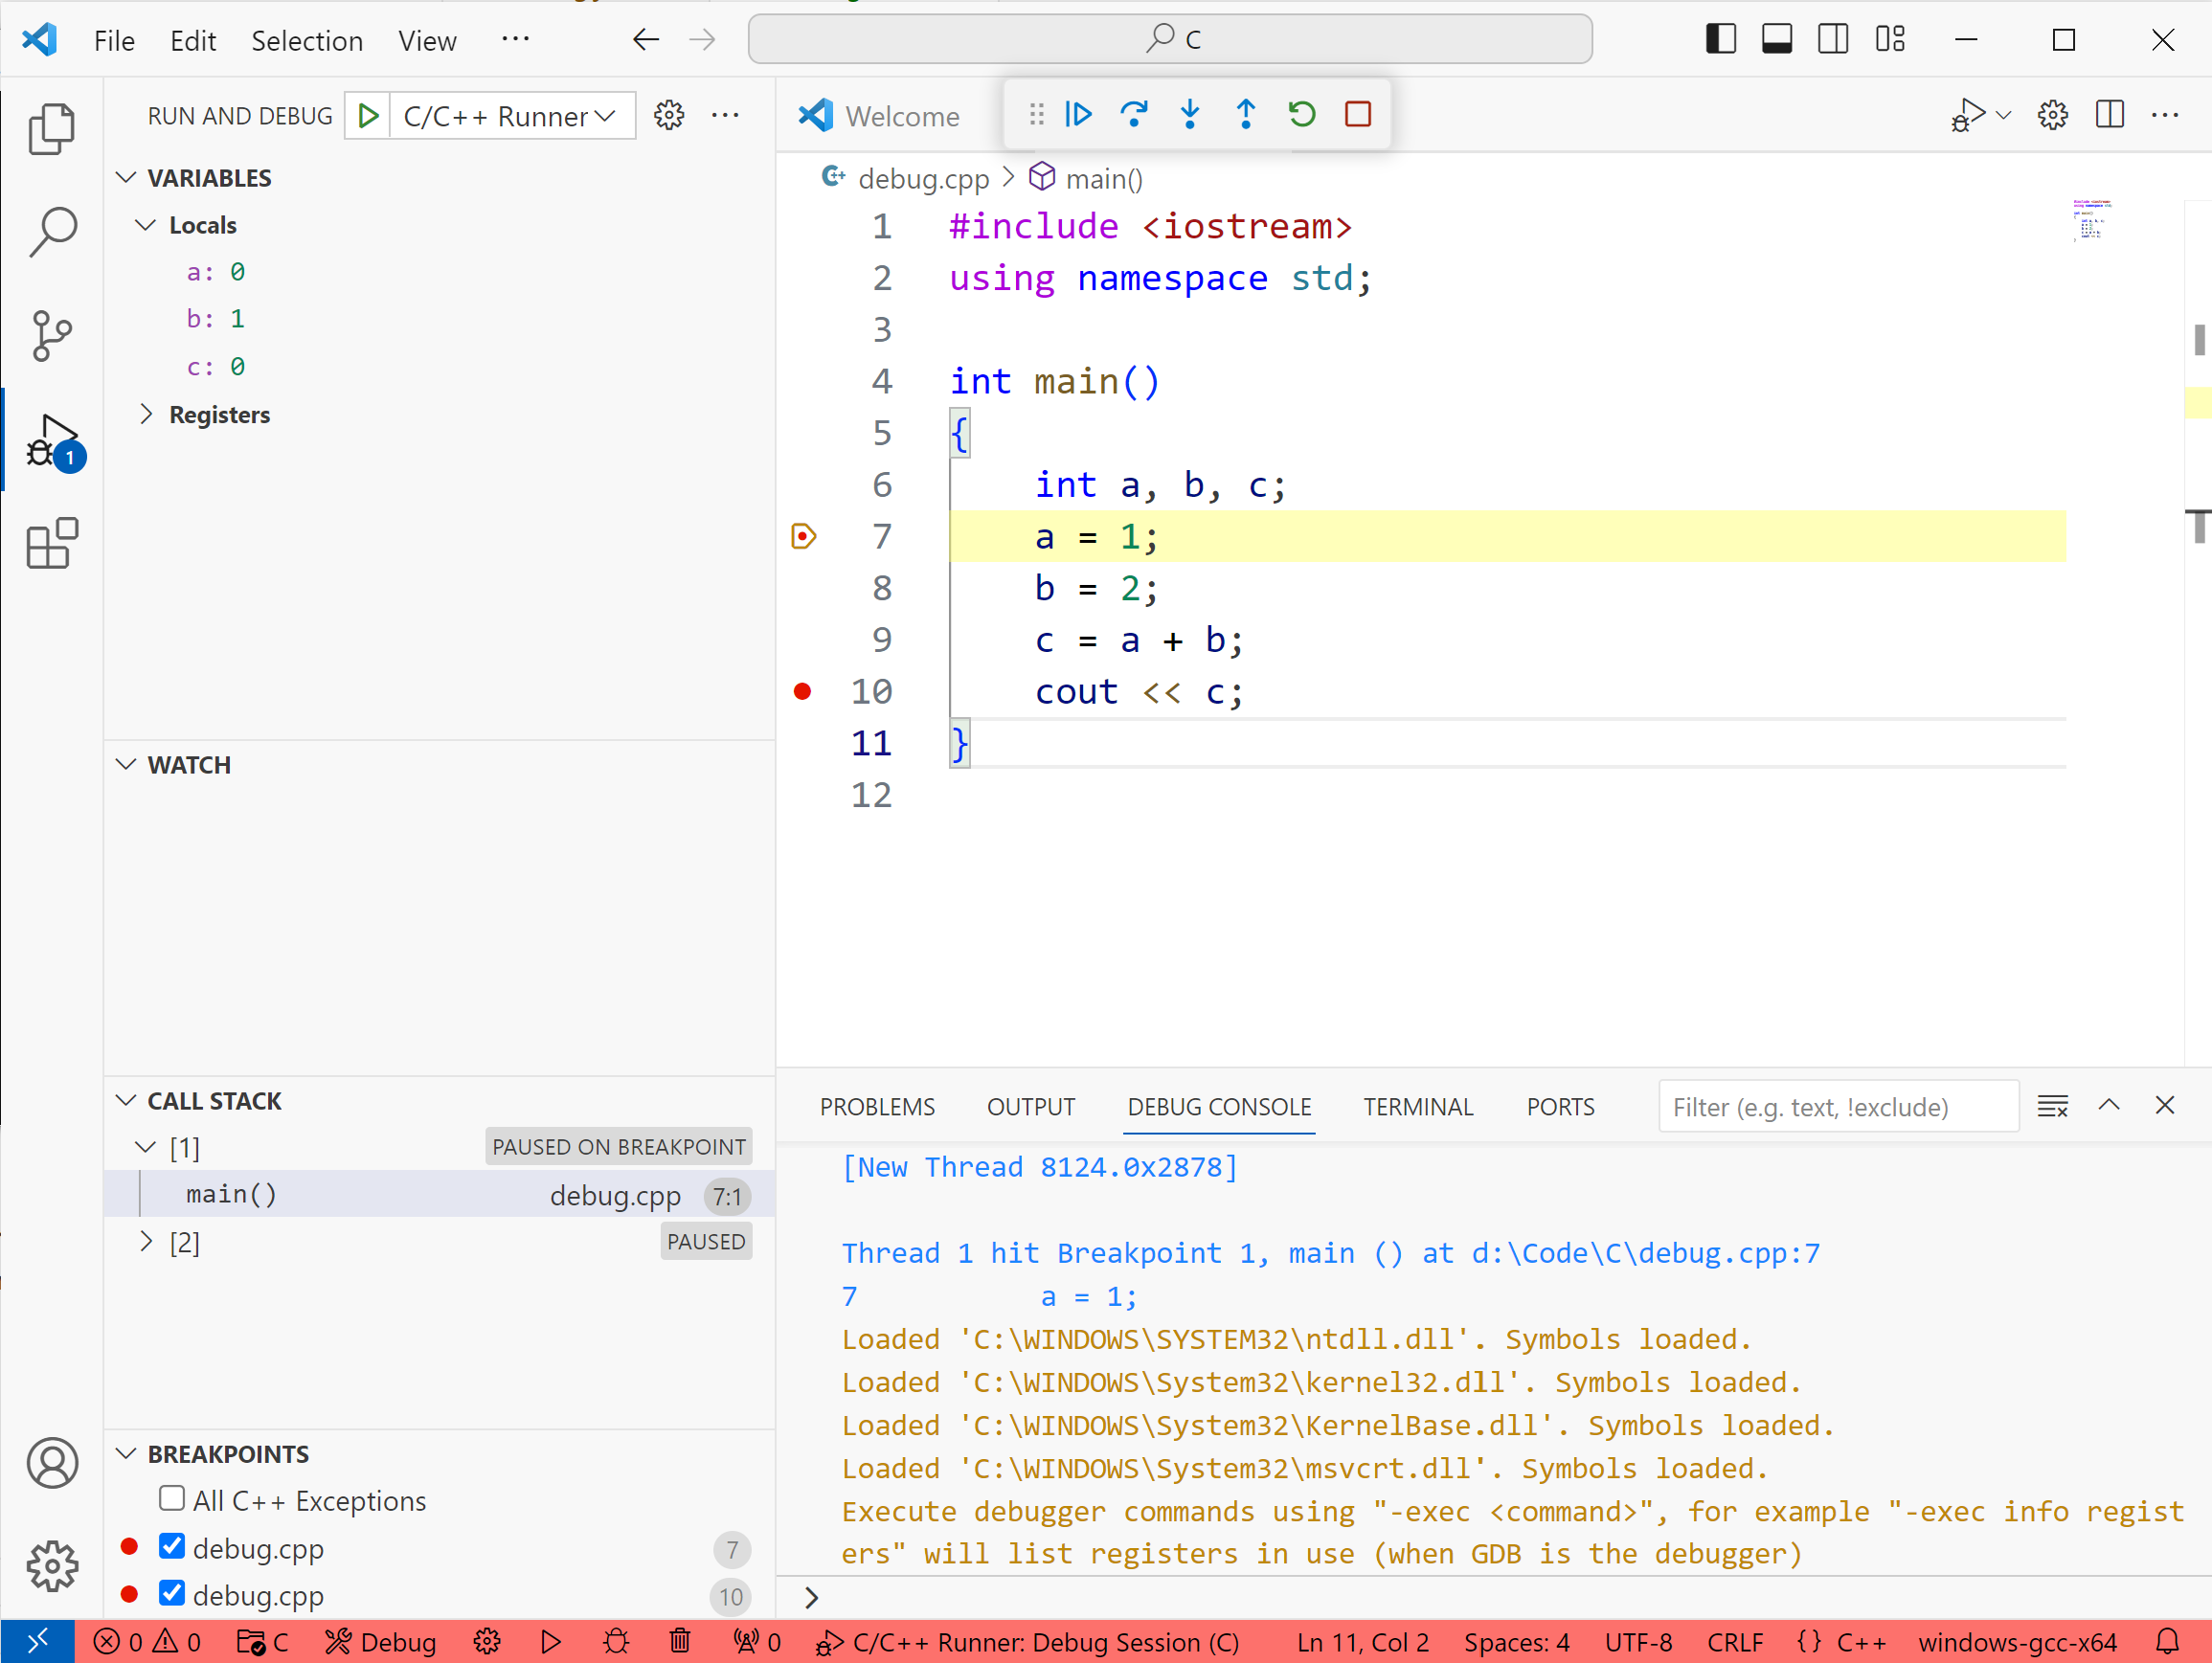 File Edit Selection View ··· C
RUN AND DEBUG C/C++ Runner
VARIABLES
Locals
a: 0
b: 1
c: 0
Registers
WATCH
CALL STACK
[1] PAUSED ON BREAKPOINT
main() debug.cpp 7:1
[2] PAUSED
BREAKPOINTS
All C++ Exceptions
debug.cpp 7
debug.cpp 10
1
Welcome
debug.cpp > main()
1 #include <iostream>
2 using namespace std;
3
4 int main()
5 {
6 int a, b, c;
7 a = 1;
8 b = 2;
9 c = a + b;
10 cout << c;
11 }
12
PROBLEMS OUTPUT DEBUG CONSOLE TERMINAL PORTS Filter (e.g. text, !exclude)
[New Thread 8124.0x2878]
Thread 1 hit Breakpoint 1, main () at d:\Code\C\debug.cpp:7
7 a = 1;
Loaded 'C:\WINDOWS\SYSTEM32\ntdll.dll'. Symbols loaded.
Loaded 'C:\WINDOWS\System32\kernel32.dll'. Symbols loaded.
Loaded 'C:\WINDOWS\System32\KernelBase.dll'. Symbols loaded.
Loaded 'C:\WINDOWS\System32\msvcrt.dll'. Symbols loaded.
Execute debugger commands using "-exec <command>", for example "-exec info regist
ers" will list registers in use (when GDB is the debugger)
>
0 0 C Debug 0 C/C++ Runner: Debug Session (C) Ln 11, Col 2 Spaces: 4 UTF-8 CRLF {} C++ windows-gcc-x64